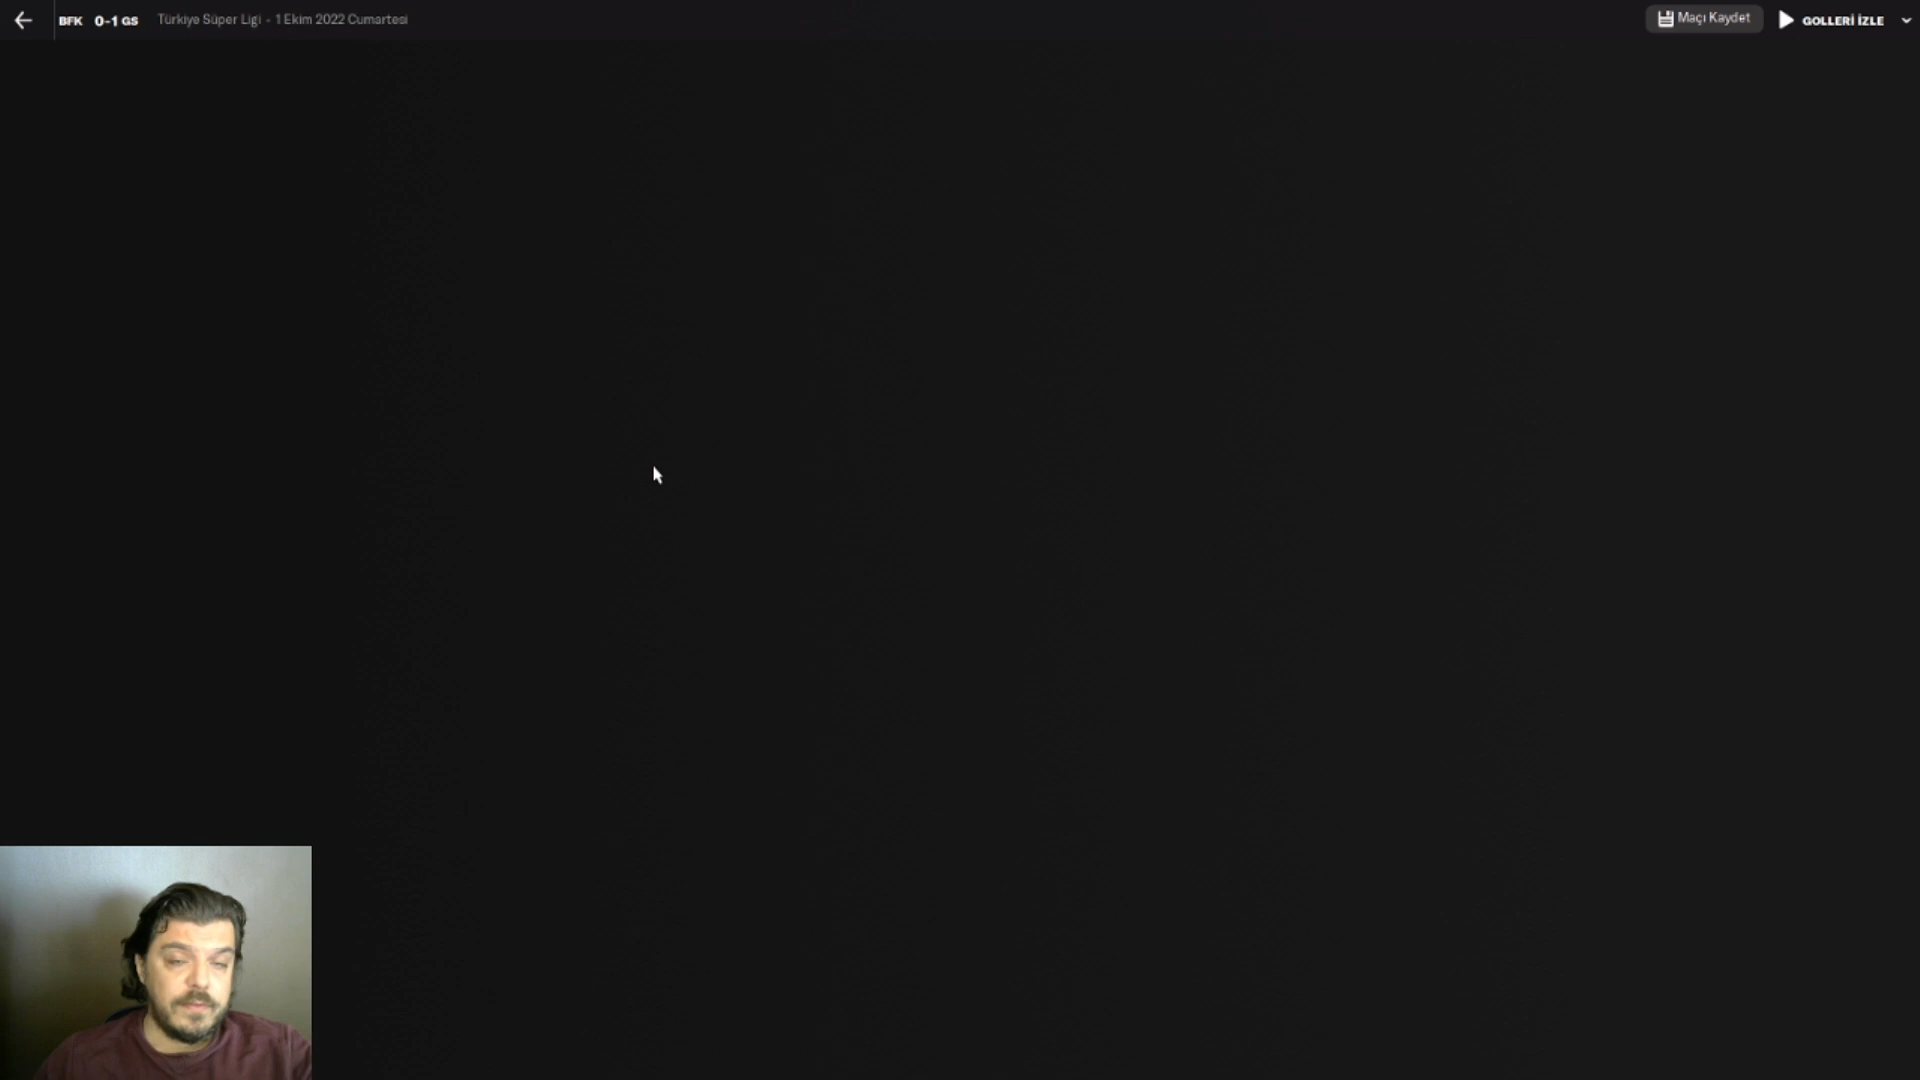 BFK 0-1 GS Türkiye Süper Ligi - 1 Ekim 2022 Cumartesi
Maçı Kaydet
GOLLERİ İZLE